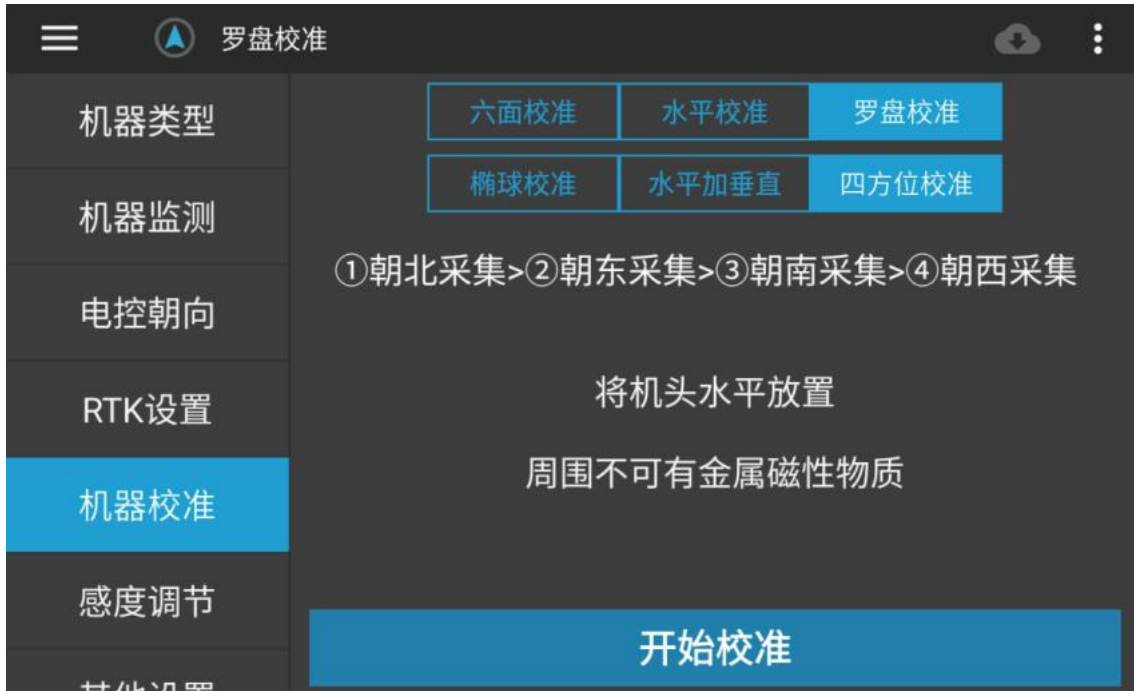 罗盘校准
机器类型
机器监测
电控朝向
RTK设置
机器校准
感度调节
其他设置
六面校准 水平校准 罗盘校准
椭球校准 水平加垂直 四方位校准
①朝北采集>②朝东采集>③朝南采集>④朝西采集
将机头水平放置
周围不可有金属磁性物质
开始校准